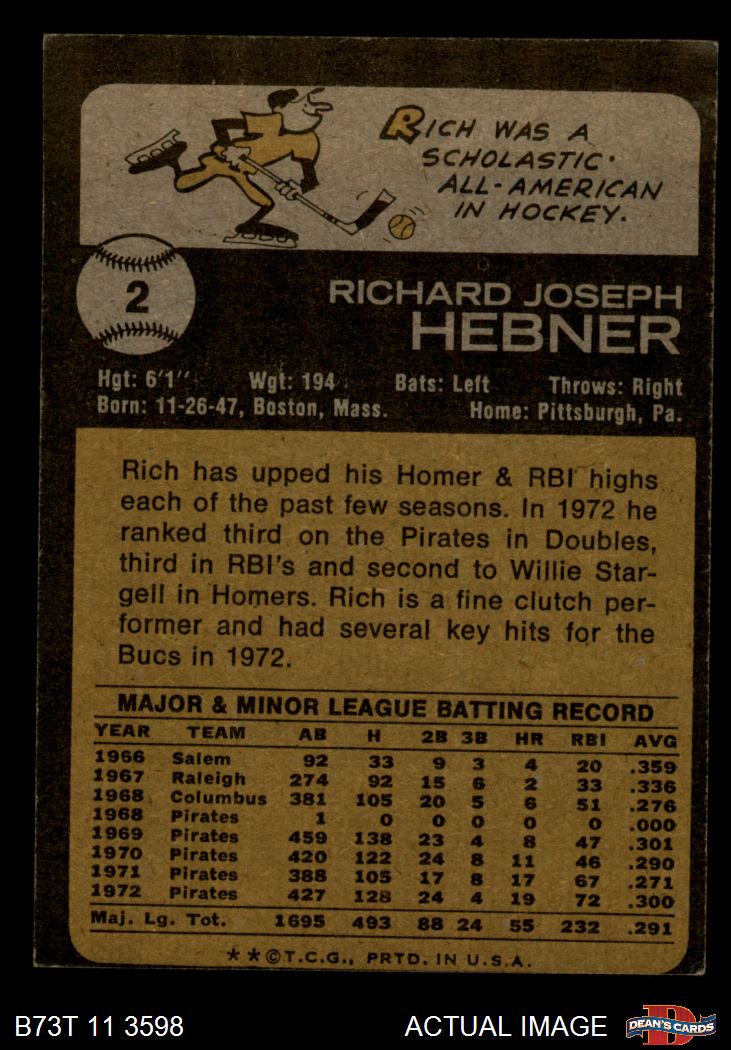 RICH WAS A
SCHOLASTIC
ALL-AMERICAN
IN HOCKEY.
2
RICHARD JOSEPH
HEBNER
Hgt: 6'1" Wgt: 194 Bats: Left Throws: Right
Born: 11-26-47, Boston, Mass. Home: Pittsburgh, Pa.
Rich has upped his Homer & RBI highs
each of the past few seasons. In 1972 he
ranked third on the Pirates in Doubles,
third in RBI's and second to Willie Star-
gell in Homers. Rich is a fine clutch per-
former and had several key hits for the
Bucs in 1972.
MAJOR & MINOR LEAGUE BATTING RECORD
YEAR TEAM AB H 2B 3B HR RBI AVG
1966 Salem 92 33 9 3 4 20 .359
1967 Raleigh 274 92 15 6 2 33 .336
1968 Columbus 381 105 20 5 6 51 .276
1968 Pirates 1 0 0 0 0 0 .000
1969 Pirates 459 138 23 4 8 47 .301
1970 Pirates 420 122 24 8 11 46 .290
1971 Pirates 388 105 17 8 17 67 .271
1972 Pirates 427 128 24 4 19 72 .300
Maj. Lg. Tot. 1695 493 88 24 55 232 .291
★★©T.C.G., PRTD. IN U.S.A.
B73T 11 3598 ACTUAL IMAGE DEAN'S CARDS